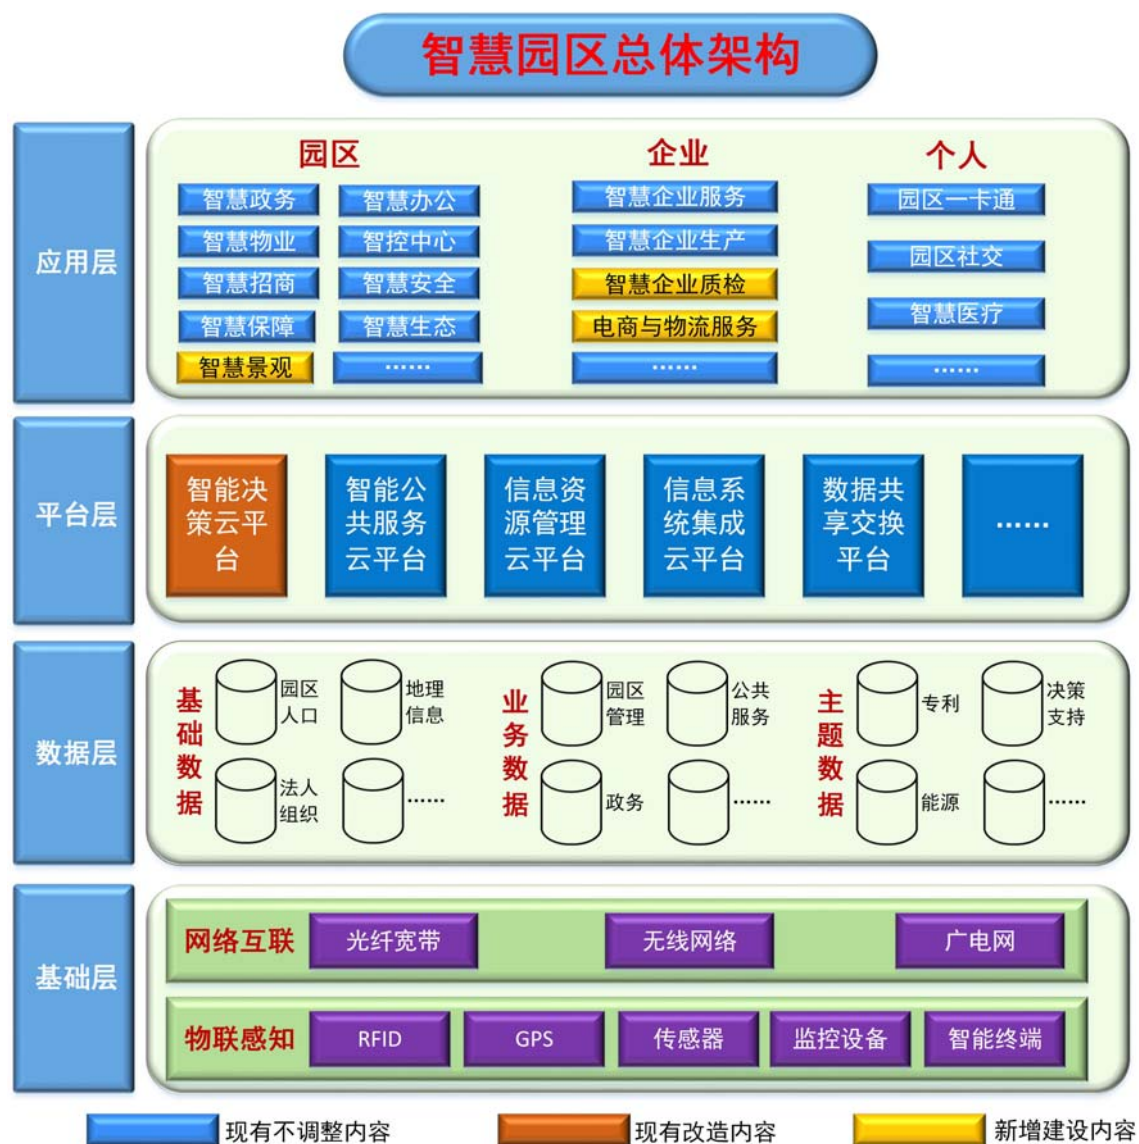 智慧园区总体架构
应用层
园区
企业
个人
智慧政务
智慧办公
智慧企业服务
园区一卡通
智慧物业
智控中心
智慧企业生产
园区社交
智慧招商
智慧安全
智慧企业质检
智慧医疗
智慧保障
智慧生态
电商与物流服务
智慧景观
……
……
……
平台层
智能决
策云平
台
智能公
共服务
云平台
信息资
源管理
云平台
信息系
统集成
云平台
数据共
享交换
平台
……
数据层
基
础
数
据
园区
人口
地理
信息
法人
组织
……
业
务
数
据
园区
管理
公共
服务
政务
……
主
题
数
据
专利
决策
支持
能源
……
基础层
网络互联
光纤宽带
无线网络
广电网
物联感知
RFID
GPS
传感器
监控设备
智能终端
现有不调整内容
现有改造内容
新增建设内容